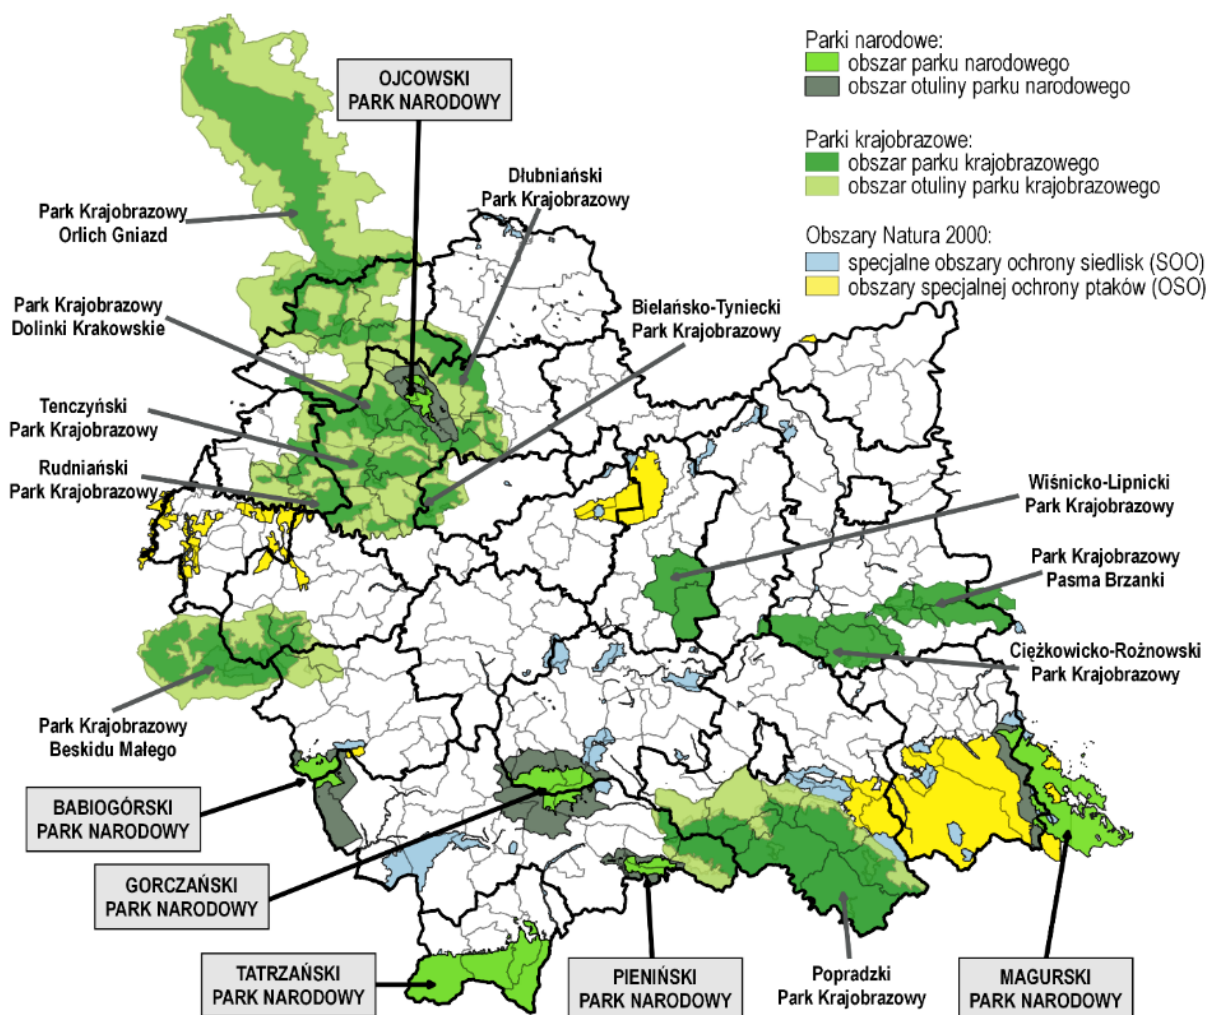 Parki narodowe:
obszar parku narodowego
obszar otuliny parku narodowego
Parki krajobrazowe:
obszar parku krajobrazowego
obszar otuliny parku krajobrazowego
Obszary Natura 2000:
specjalne obszary ochrony siedlisk (SOO)
obszary specjalnej ochrony ptaków (OSO)
OJCOWSKI
PARK NARODOWY
Dłubniański
Park Krajobrazowy
Park Krajobrazowy
Orlich Gniazd
Park Krajobrazowy
Dolinki Krakowskie
Bielańsko-Tyniecki
Park Krajobrazowy
Tenczyński
Park Krajobrazowy
Rudniański
Park Krajobrazowy
Wiśnicko-Lipnicki
Park Krajobrazowy
Park Krajobrazowy
Pasma Brzanki
Ciężkowicko-Rożnowski
Park Krajobrazowy
Park Krajobrazowy
Beskidu Małego
BABIOGÓRSKI
PARK NARODOWY
GORCZAŃSKI
PARK NARODOWY
TATRZAŃSKI
PARK NARODOWY
PIENIŃSKI
PARK NARODOWY
Popradzki
Park Krajobrazowy
MAGURSKI
PARK NARODOWY